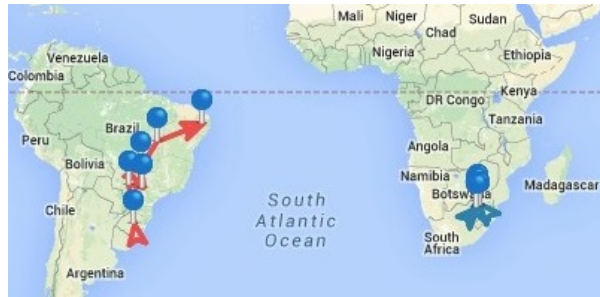 Mali Niger Sudan
Chad
Venezuela Nigeria Ethiopia
Colombia
DR Congo Kenya
Brazil Tanzania
Peru
Angola
Bolivia
Namibia Madagascar
Botswana
Chile South
Atlantic
Ocean
South
Africa
Argentina